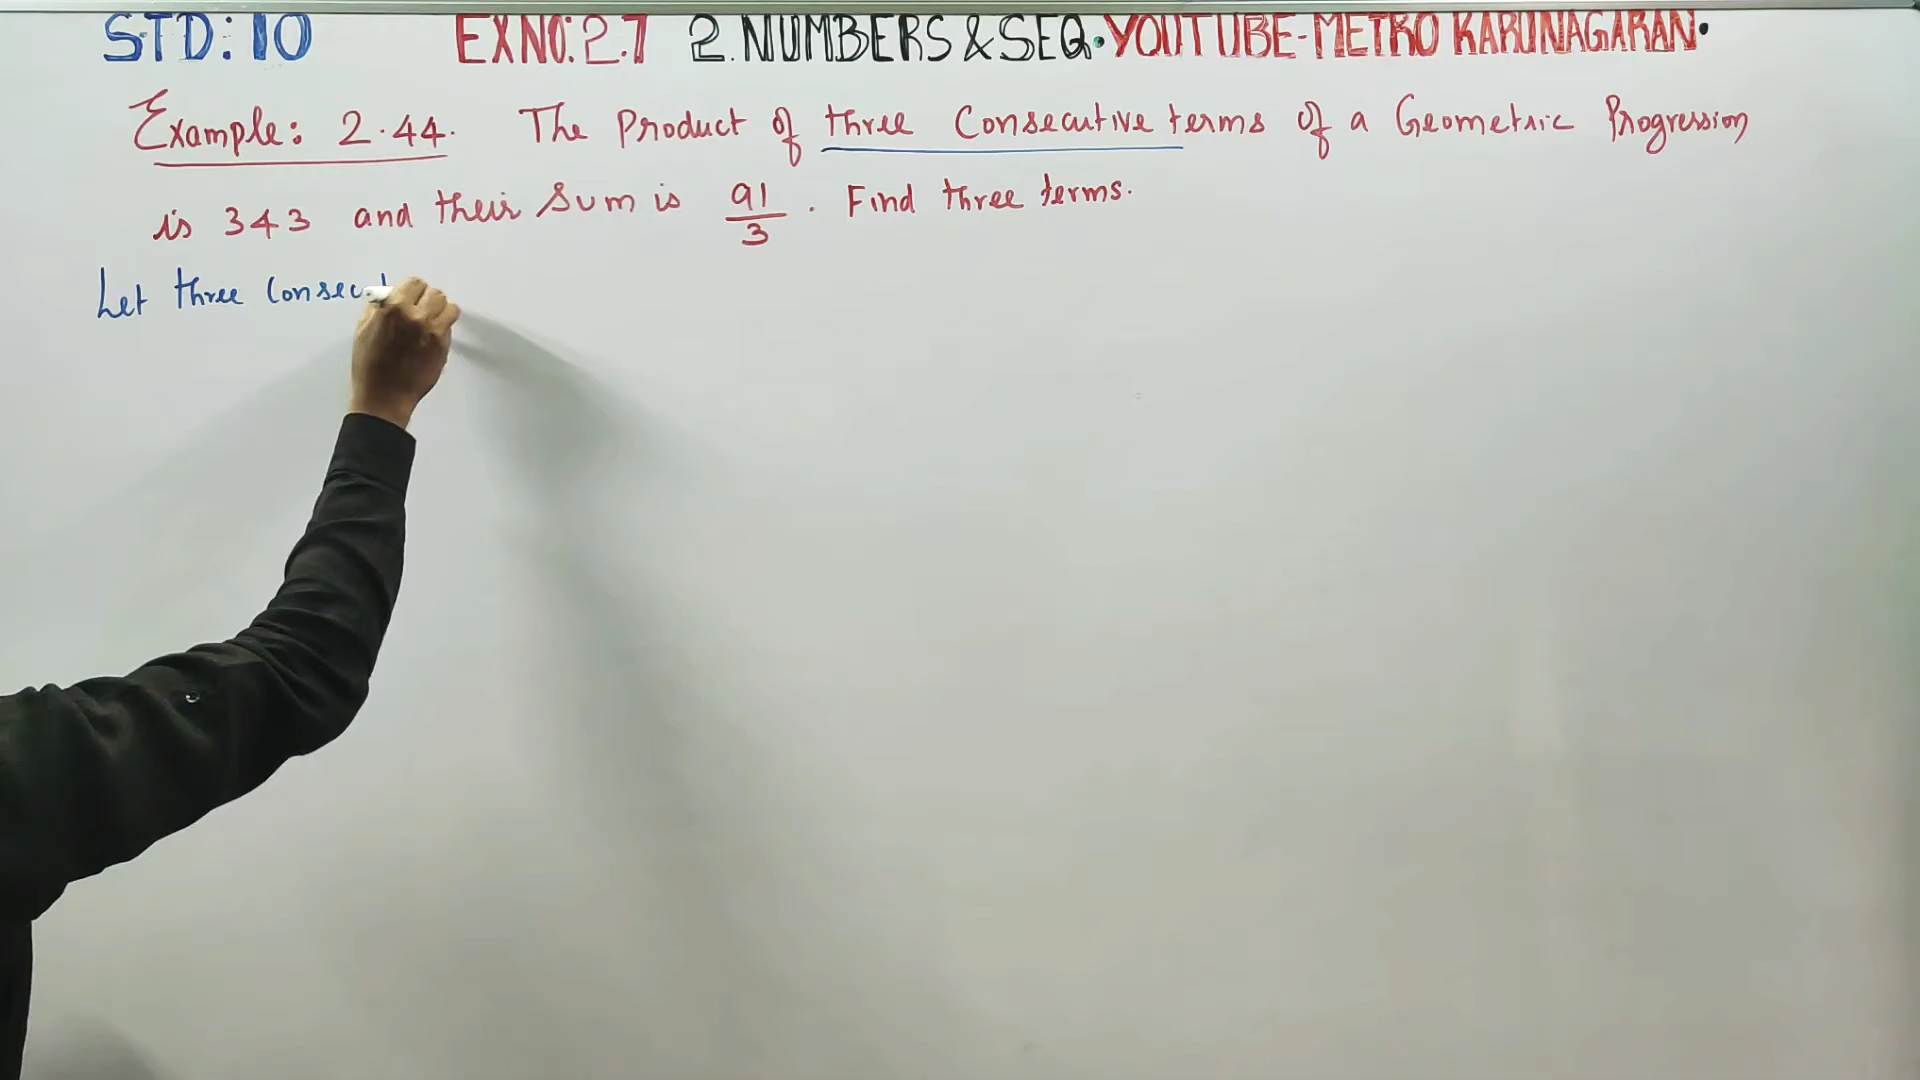 STD: 10 EXNO: 2.7 2. NUMBERS & SEQ. YOUTUBE-METRO KARUNAGARAN.
Example: 2.44. The Product of three Consecutive terms of a Geometric Progression
is 343 and their Sum is 91/3. Find three terms.
Let three Consect